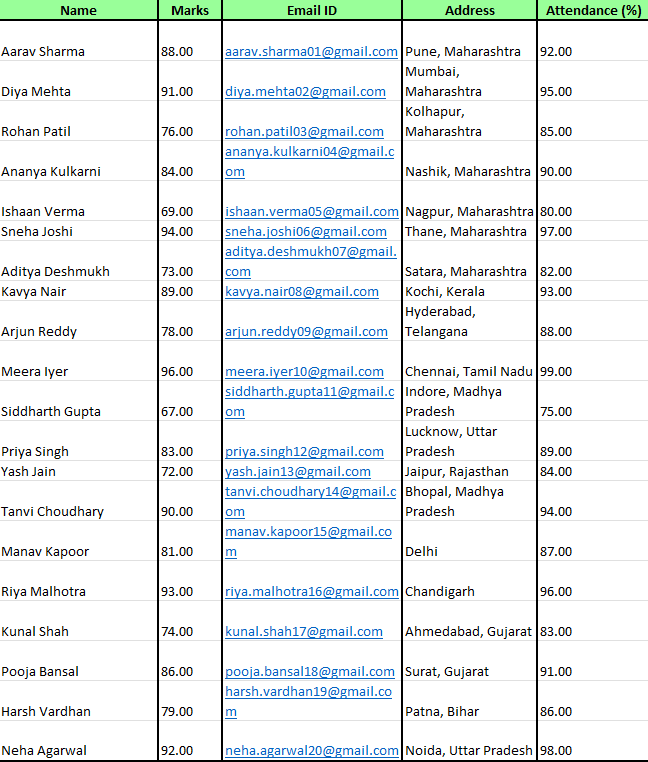 Name Marks Email ID Address Attendance (%)
Aarav Sharma 88.00 aarav.sharma01@gmail.com Pune, Maharashtra 92.00
Mumbai,
Diya Mehta 91.00 diya.mehta02@gmail.com Maharashtra 95.00
Kolhapur,
Rohan Patil 76.00 rohan.patil03@gmail.com Maharashtra 85.00
ananya.kulkarni04@gmail.c
Ananya Kulkarni 84.00 om Nashik, Maharashtra 90.00
Ishaan Verma 69.00 ishaan.verma05@gmail.com Nagpur, Maharashtra 80.00
Sneha Joshi 94.00 sneha.joshi06@gmail.com Thane, Maharashtra 97.00
aditya.deshmukh07@gmail.
Aditya Deshmukh 73.00 com Satara, Maharashtra 82.00
Kavya Nair 89.00 kavya.nair08@gmail.com Kochi, Kerala 93.00
Hyderabad,
Arjun Reddy 78.00 arjun.reddy09@gmail.com Telangana 88.00
Meera Iyer 96.00 meera.iyer10@gmail.com Chennai, Tamil Nadu 99.00
siddharth.gupta11@gmail.c Indore, Madhya
Siddharth Gupta 67.00 om Pradesh 75.00
Lucknow, Uttar
Priya Singh 83.00 priya.singh12@gmail.com Pradesh 89.00
Yash Jain 72.00 yash.jain13@gmail.com Jaipur, Rajasthan 84.00
tanvi.choudhary14@gmail.c Bhopal, Madhya
Tanvi Choudhary 90.00 om Pradesh 94.00
manav.kapoor15@gmail.co
Manav Kapoor 81.00 m Delhi 87.00
Riya Malhotra 93.00 riya.malhotra16@gmail.com Chandigarh 96.00
Kunal Shah 74.00 kunal.shah17@gmail.com Ahmedabad, Gujarat 83.00
Pooja Bansal 86.00 pooja.bansal18@gmail.com Surat, Gujarat 91.00
harsh.vardhan19@gmail.co
Harsh Vardhan 79.00 m Patna, Bihar 86.00
Neha Agarwal 92.00 neha.agarwal20@gmail.com Noida, Uttar Pradesh 98.00